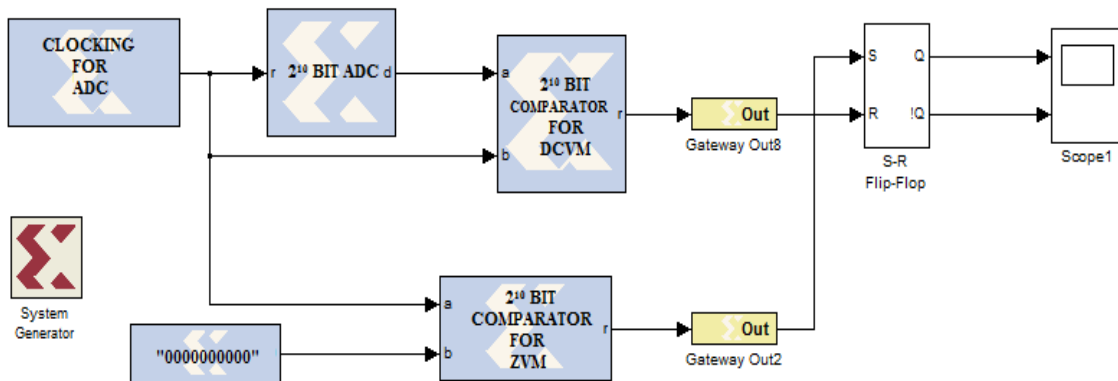 CLOCKING
FOR
ADC
r
2¹⁰ BIT ADC
d
a
b
2¹⁰ BIT
COMPARATOR
FOR
DCVM
r
Out
Gateway Out8
S
R
Q
!Q
S-R
Flip-Flop
Scope1
System
Generator
"0000000000"
a
b
2¹⁰ BIT
COMPARATOR
FOR
ZVM
r
Out
Gateway Out2